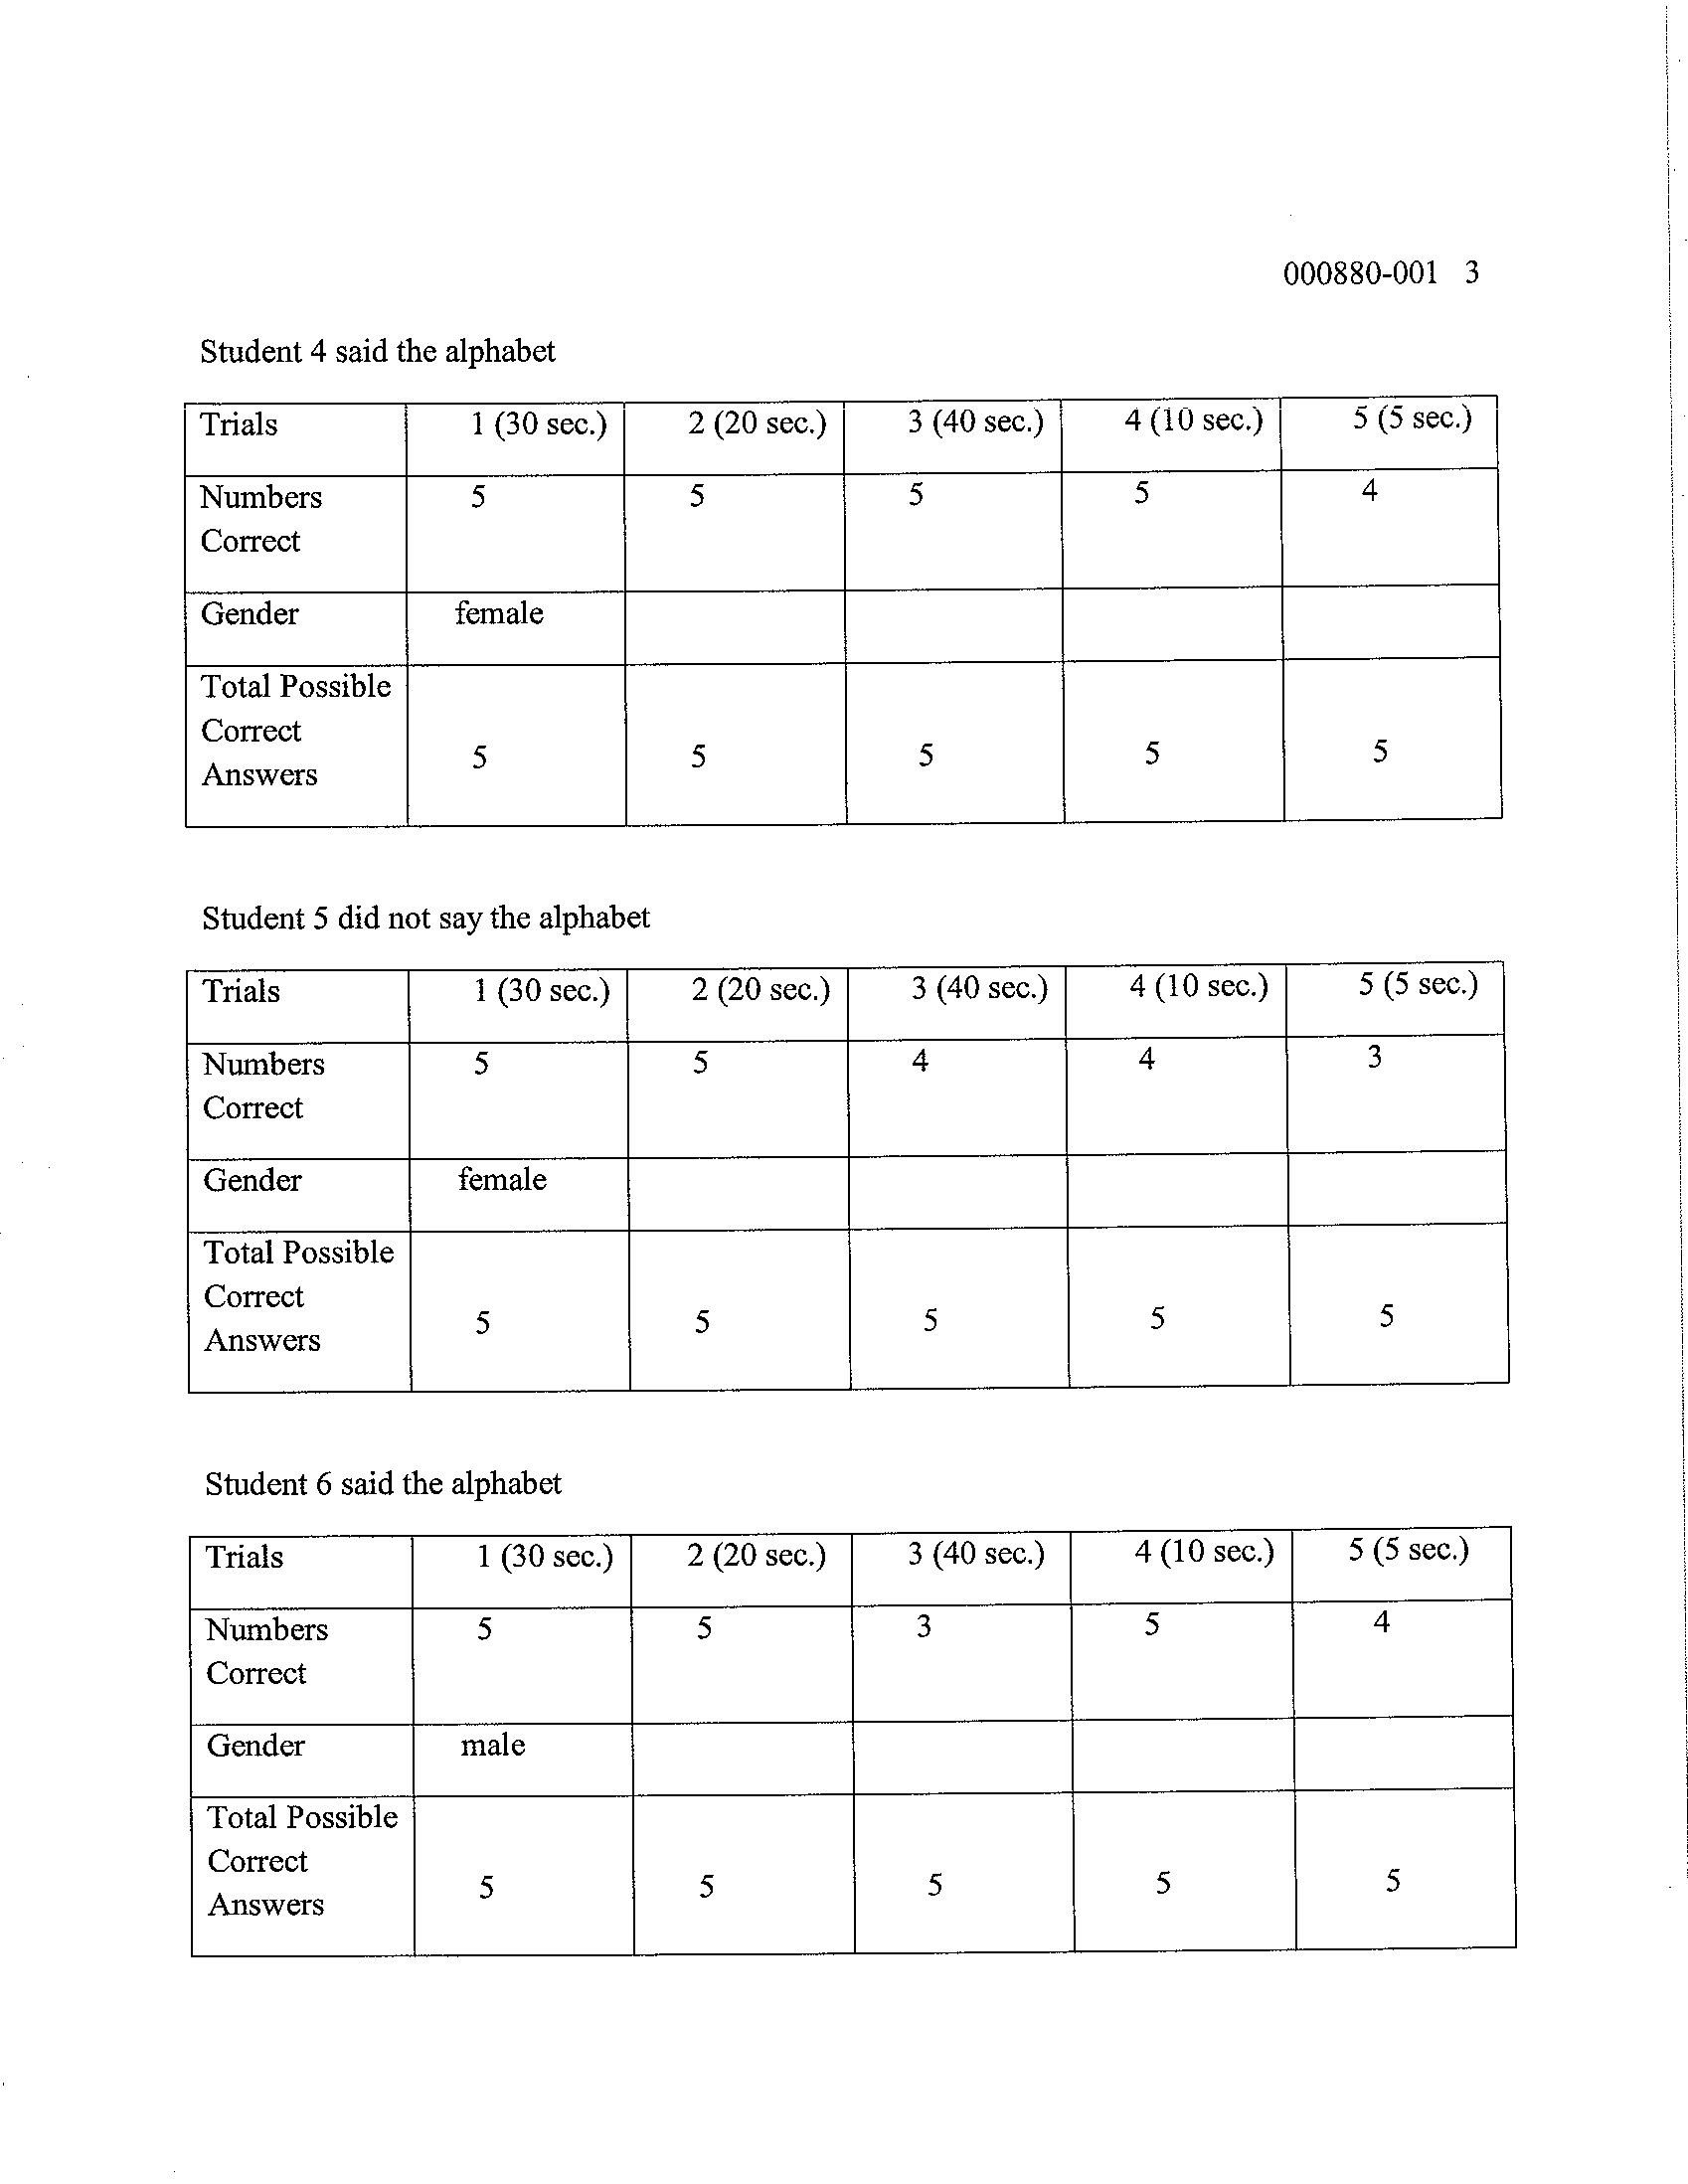 000880-001 3
Student 4 said the alphabet
Trials 1 (30 sec.) 2 (20 sec.) 3 (40 sec.) 4 (10 sec.) 5 (5 sec.)
Numbers 5 5 5 5 4
Correct
Gender female
Total Possible
Correct
Answers 5 5 5 5 5
Student 5 did not say the alphabet
Trials 1 (30 sec.) 2 (20 sec.) 3 (40 sec.) 4 (10 sec.) 5 (5 sec.)
Numbers 5 5 4 4 3
Correct
Gender female
Total Possible
Correct
Answers 5 5 5 5 5
Student 6 said the alphabet
Trials 1 (30 sec.) 2 (20 sec.) 3 (40 sec.) 4 (10 sec.) 5 (5 sec.)
Numbers 5 5 3 5 4
Correct
Gender male
Total Possible
Correct
Answers 5 5 5 5 5